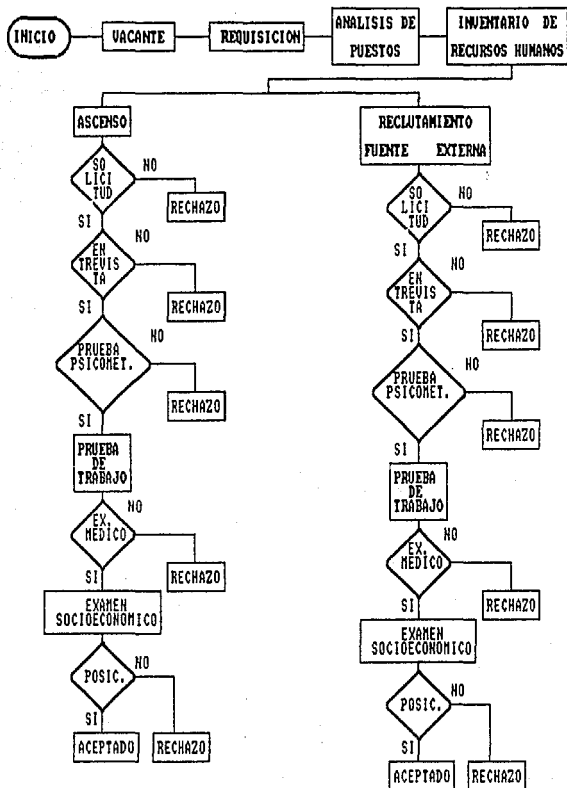 INICIO
VACANTE
REQUISICION
ANALISIS DE
PUESTOS
INVENTARIO DE
RECURSOS HUMANOS
ASCENSO
SO
LICI
TUD
NO
RECHAZO
SI
EN
TREVIS
TA
NO
RECHAZO
SI
PRUEBA
PSICOMET.
NO
RECHAZO
SI
PRUEBA
DE
TRABAJO
EX.
MEDICO
NO
RECHAZO
SI
EXAMEN
SOCIOECONOMICO
POSIC.
NO
SI
ACEPTADO
RECHAZO
RECLUTAMIENTO
FUENTE EXTERNA
SO
LICI
TUD
NO
RECHAZO
SI
EN
TREVIS
TA
NO
RECHAZO
SI
PRUEBA
PSICOMET.
NO
RECHAZO
SI
PRUEBA
DE
TRABAJO
EX.
MEDICO
NO
RECHAZO
SI
EXAMEN
SOCIOECONOMICO
POSIC.
NO
SI
ACEPTADO
RECHAZO